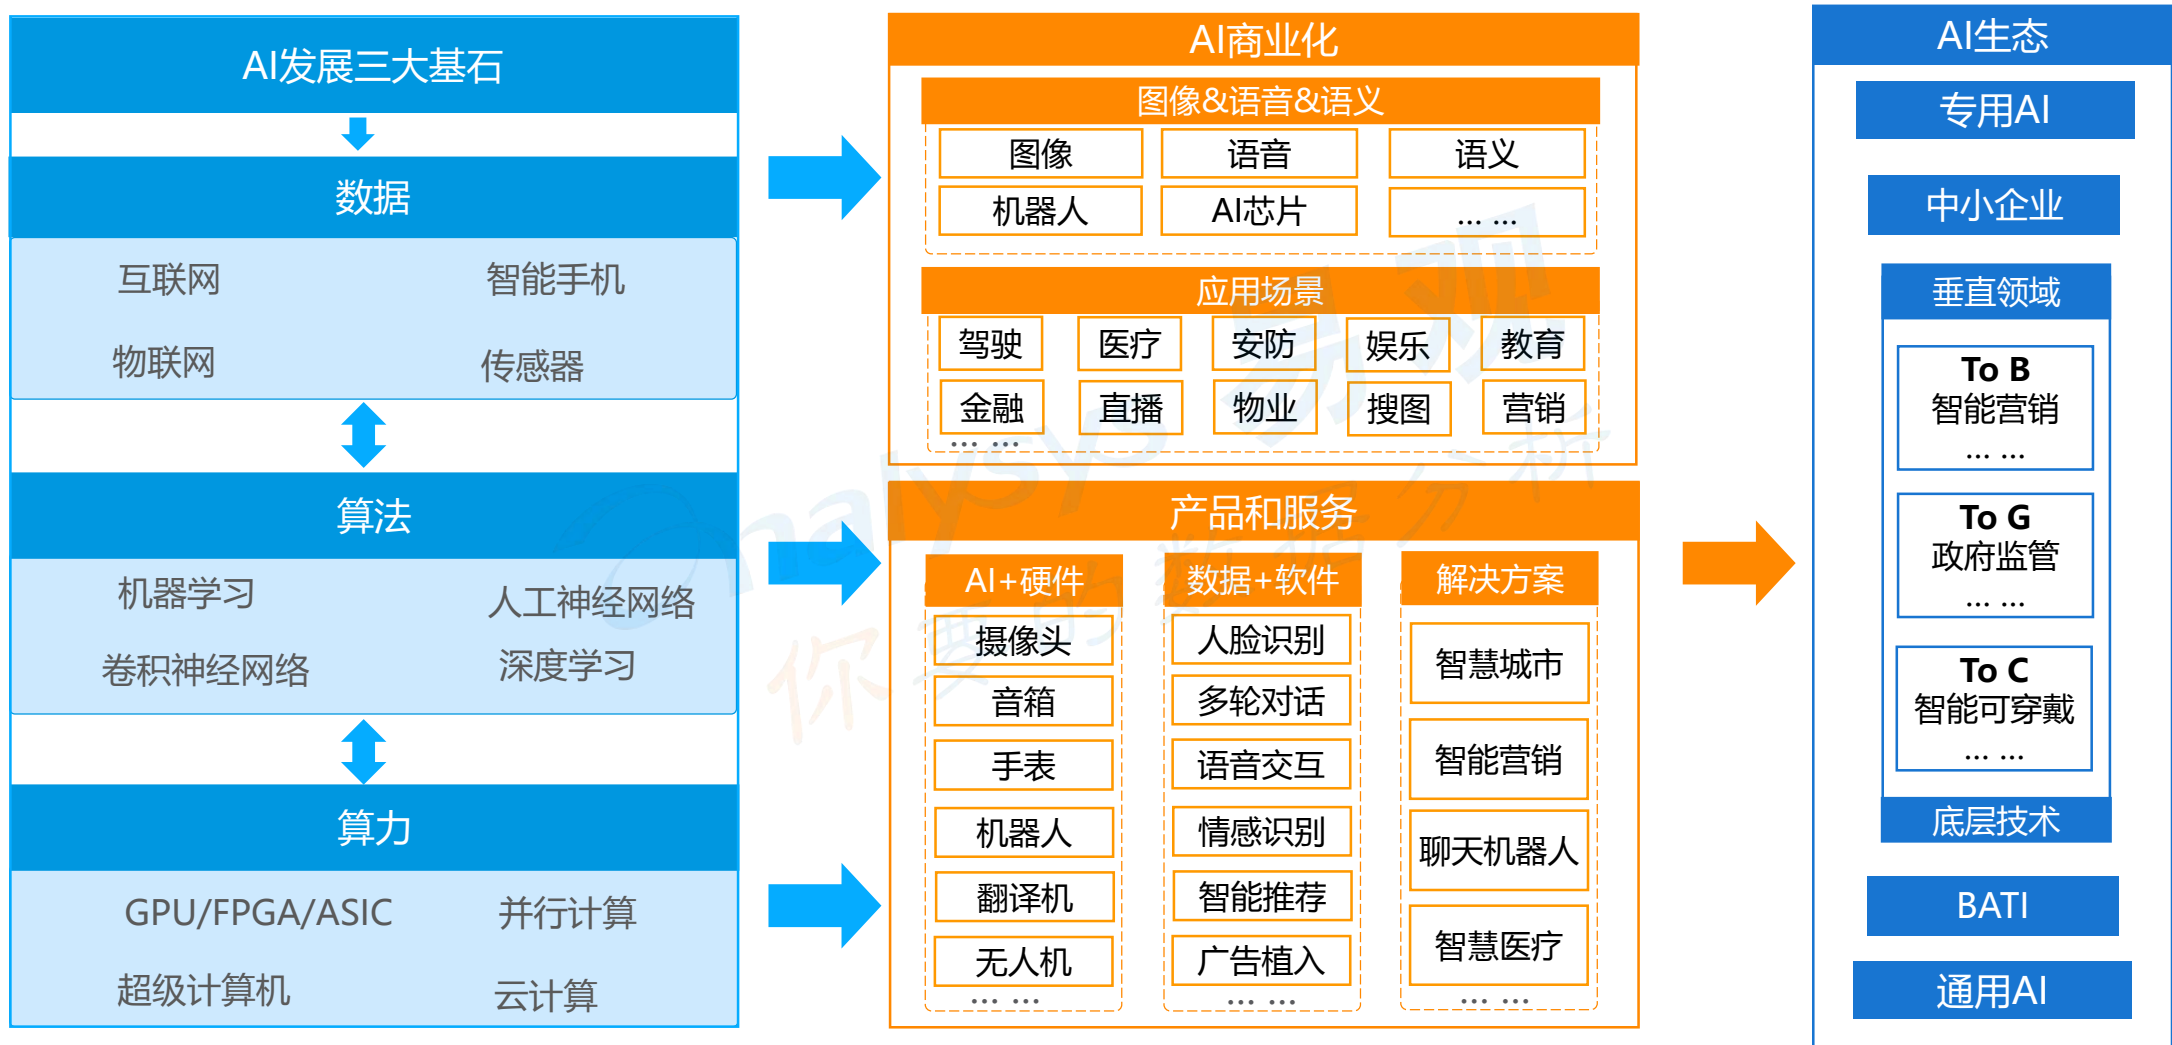 AI发展三大基石
数据
互联网
智能手机
物联网
传感器
算法
机器学习
人工神经网络
卷积神经网络
深度学习
算力
GPU/FPGA/ASIC
并行计算
超级计算机
云计算
AI商业化
图像&语音&语义
图像
语音
语义
机器人
AI芯片
... ...
应用场景
驾驶
医疗
安防
娱乐
教育
金融
直播
物业
搜图
营销
... ...
产品和服务
AI+硬件
摄像头
音箱
手表
机器人
翻译机
无人机
... ...
数据+软件
人脸识别
多轮对话
语音交互
情感识别
智能推荐
广告植入
... ...
解决方案
智慧城市
智能营销
聊天机器人
智慧医疗
... ...
AI生态
专用AI
中小企业
垂直领域
To B
智能营销
... ...
To G
政府监管
... ...
To C
智能可穿戴
... ...
底层技术
BATI
通用AI
analysys 易观
你要的数据分析